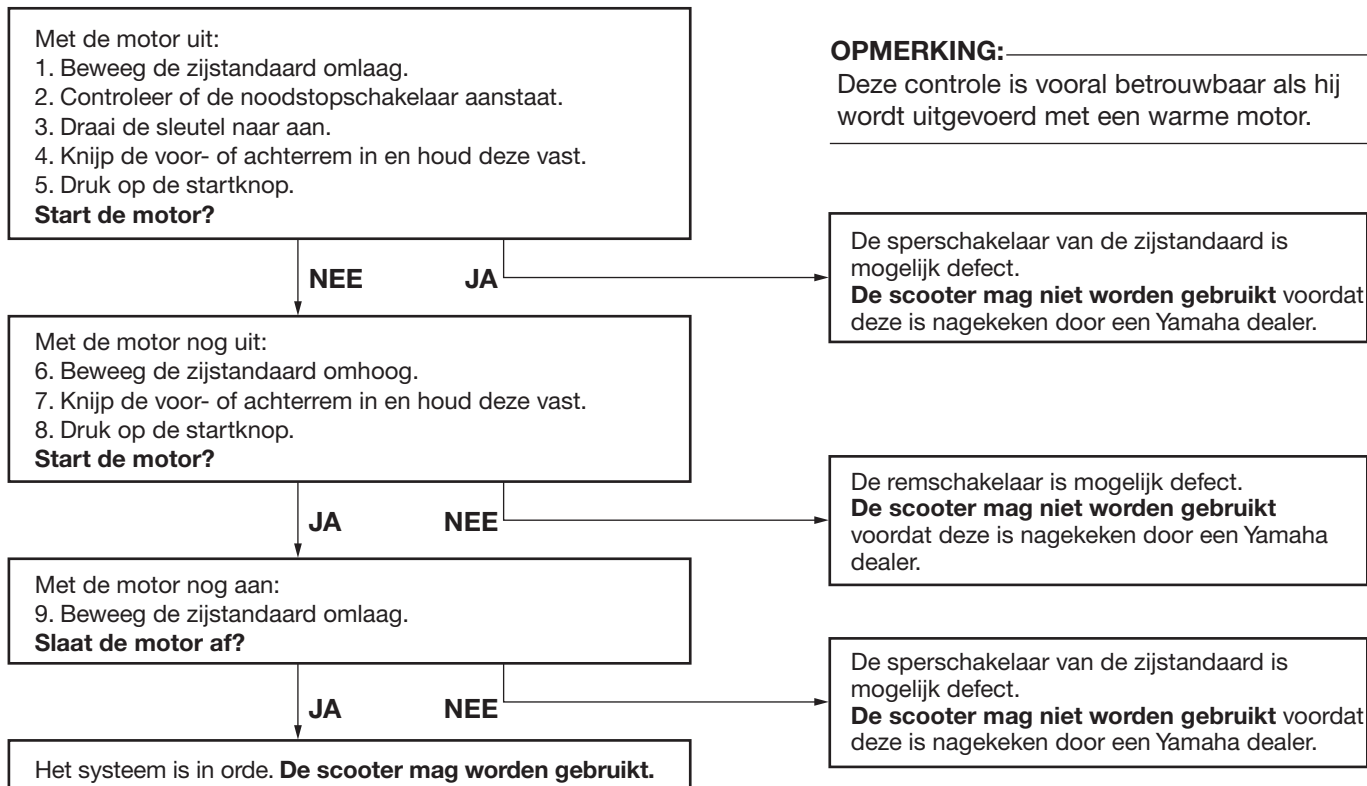 Met de motor uit:
1. Beweeg de zijstandaard omlaag.
2. Controleer of de noodstopschakelaar aanstaat.
3. Draai de sleutel naar aan.
4. Knijp de voor- of achterrem in en houd deze vast.
5. Druk op de startknop.
Start de motor?
OPMERKING:
Deze controle is vooral betrouwbaar als hij
wordt uitgevoerd met een warme motor.
NEE
JA
De sperschakelaar van de zijstandaard is
mogelijk defect.
De scooter mag niet worden gebruikt voordat
deze is nagekeken door een Yamaha dealer.
Met de motor nog uit:
6. Beweeg de zijstandaard omhoog.
7. Knijp de voor- of achterrem in en houd deze vast.
8. Druk op de startknop.
Start de motor?
JA
NEE
De remschakelaar is mogelijk defect.
De scooter mag niet worden gebruikt
voordat deze is nagekeken door een Yamaha
dealer.
Met de motor nog aan:
9. Beweeg de zijstandaard omlaag.
Slaat de motor af?
JA
NEE
De sperschakelaar van de zijstandaard is
mogelijk defect.
De scooter mag niet worden gebruikt voordat
deze is nagekeken door een Yamaha dealer.
Het systeem is in orde. De scooter mag worden gebruikt.